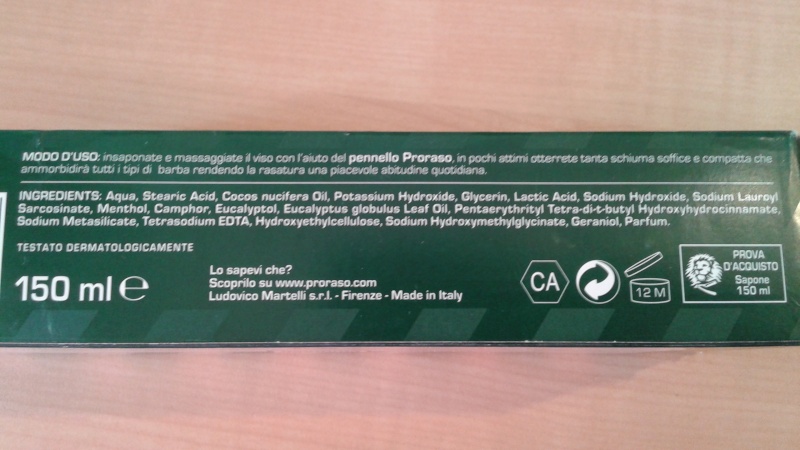 MODO D'USO: insaponate e massaggiate il viso con l'aiuto del pennello Proraso, in pochi attimi otterrete tanta schiuma soffice e compatta che
ammorbidirà tutti i tipi di barba rendendo la rasatura una piacevole abitudine quotidiana.
INGREDIENTS: Aqua, Stearic Acid, Cocos nucifera Oil, Potassium Hydroxide, Glycerin, Lactic Acid, Sodium Hydroxide, Sodium Lauroyl
Sarcosinate, Menthol, Camphor, Eucalyptol, Eucalyptus globulus Leaf Oil, Pentaerythrityl Tetra-di-t-butyl Hydroxyhydrocinnamate,
Sodium Metasilicate, Tetrasodium EDTA, Hydroxyethylcellulose, Sodium Hydroxymethylglycinate, Geraniol, Parfum.
TESTATO DERMATOLOGICAMENTE
150 ml ℮
Lo sapevi che?
Scoprilo su www.proraso.com
Ludovico Martelli s.r.l. - Firenze - Made in Italy
CA
12 M
PROVA
D'ACQUISTO
Sapone
150 ml